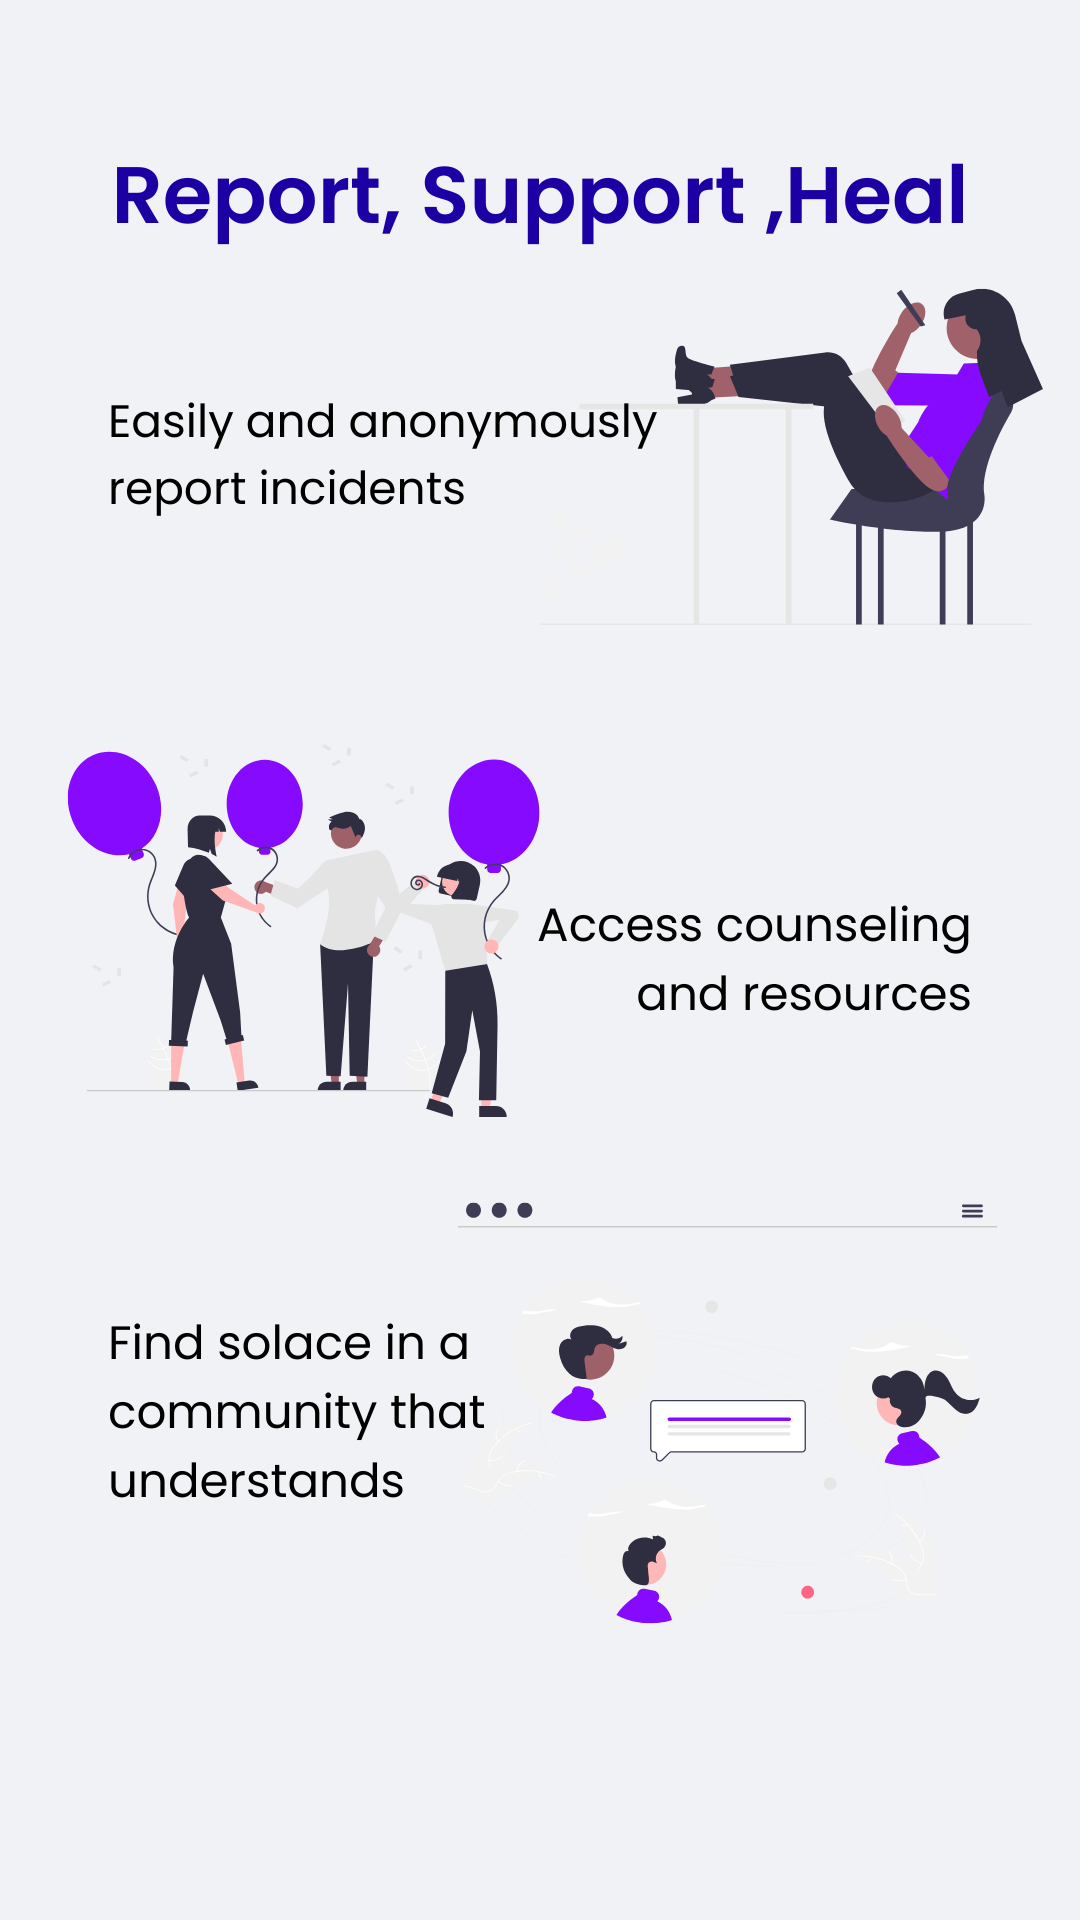 Report, Support ,Heal
Easily and anonymously
report incidents
Access counseling
and resources
Find solace in a
community that
understands